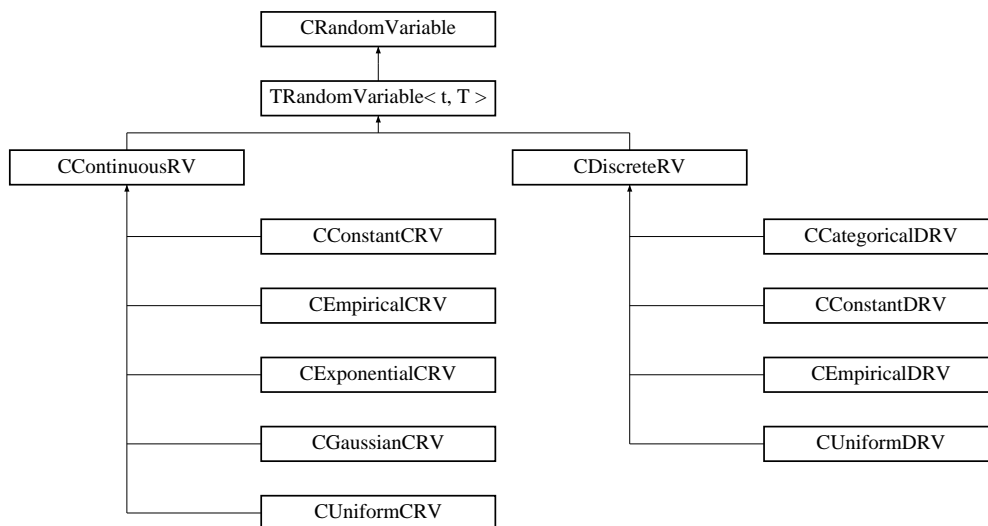 CRandomVariable
TRandomVariable< t, T >
CContinuousRV
CDiscreteRV
CConstantCRV
CCategoricalDRV
CEmpiricalCRV
CConstantDRV
CExponentialCRV
CEmpiricalDRV
CGaussianCRV
CUniformDRV
CUniformCRV